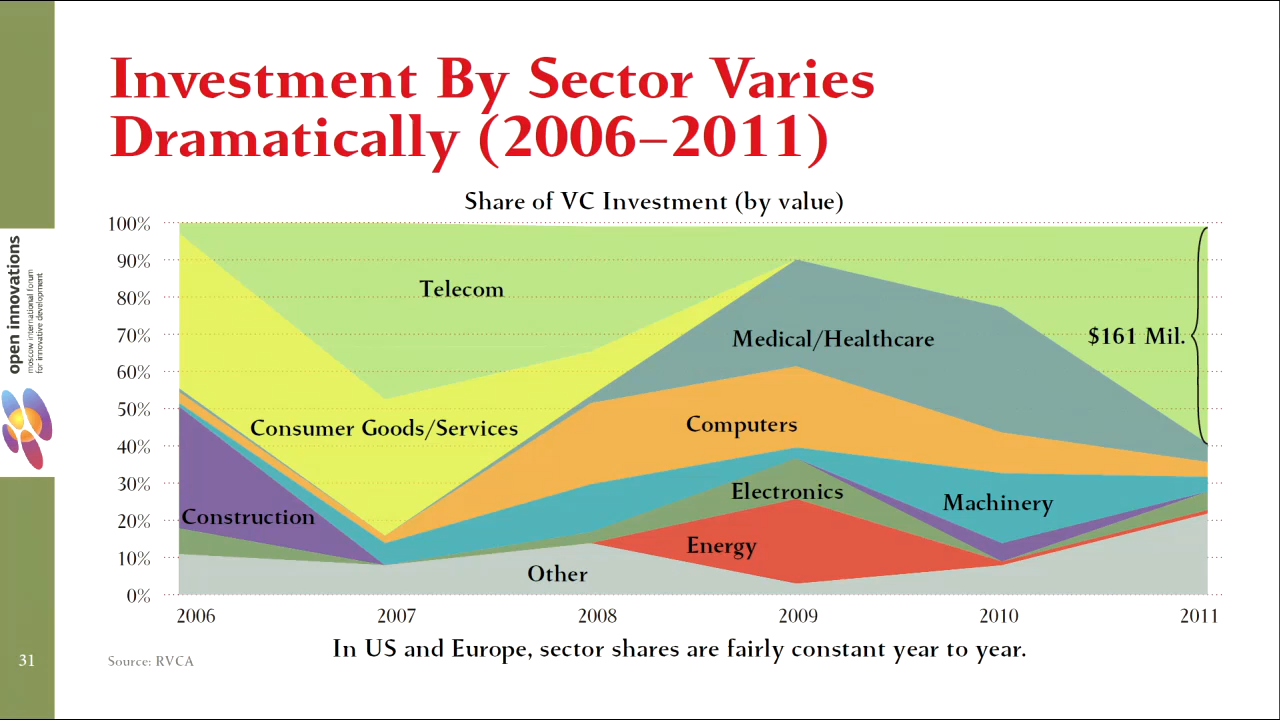 Investment By Sector Varies
Dramatically (2006–2011)
Share of VC Investment (by value)
100%
90%
80%
70%
60%
50%
40%
30%
20%
10%
0%
Telecom
Medical/Healthcare
$161 Mil.
Consumer Goods/Services
Computers
Electronics
Machinery
Construction
Energy
Other
2006 2007 2008 2009 2010 2011
In US and Europe, sector shares are fairly constant year to year.
Source: RVCA
31
open innovations
moscow international forum
for innovative development